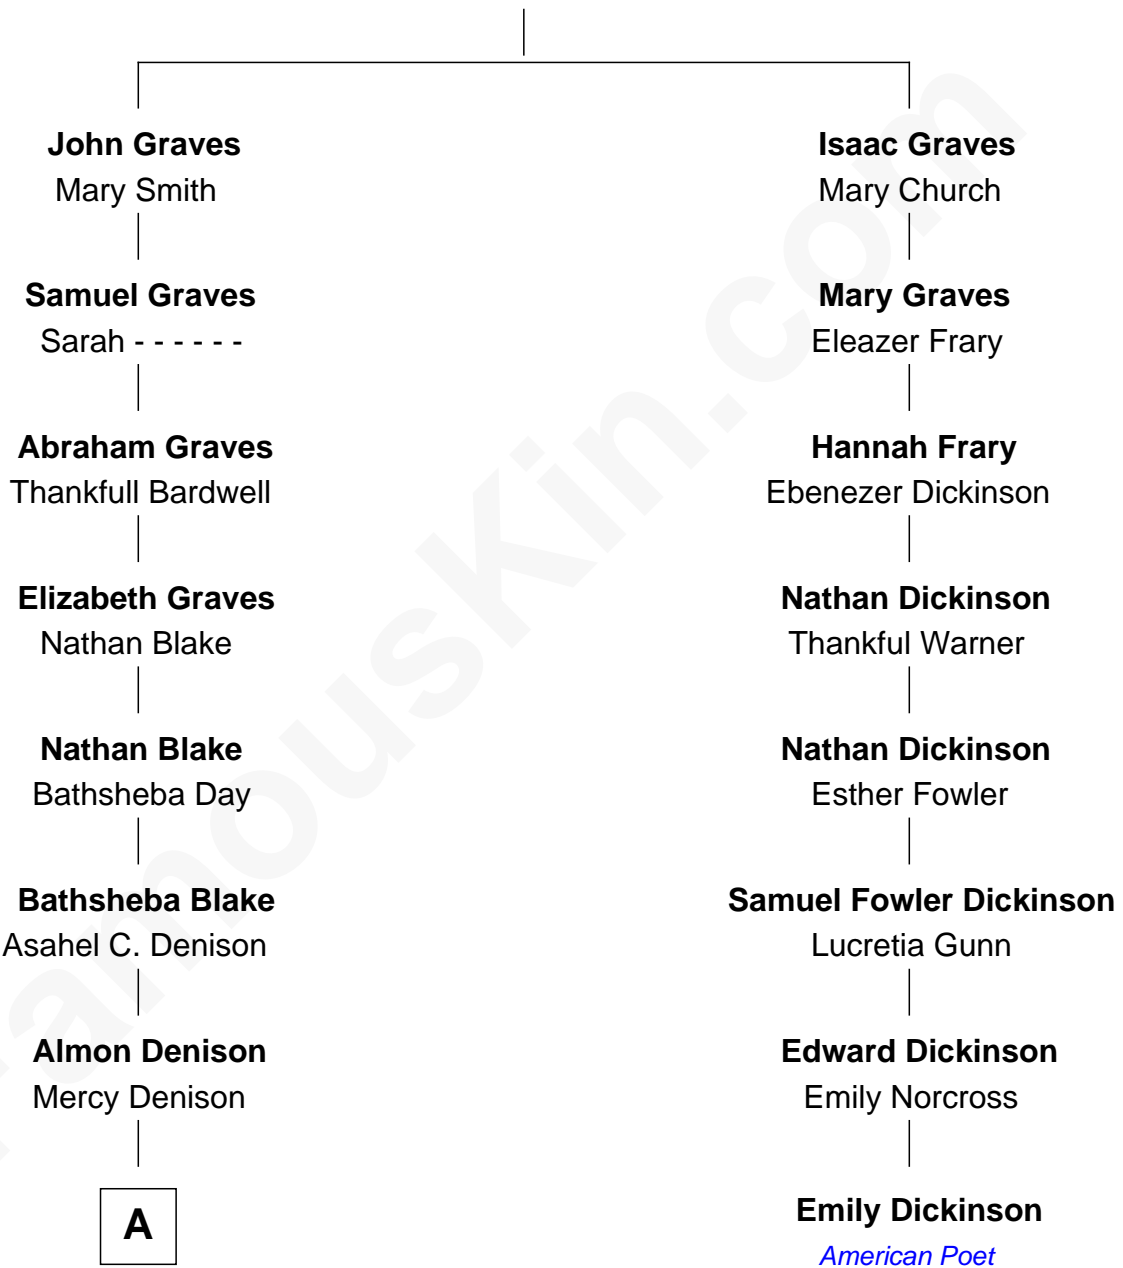 John Graves
Mary Smith
Samuel Graves
Sarah - - - - - -
Abraham Graves
Thankfull Bardwell
Elizabeth Graves
Nathan Blake
Nathan Blake
Bathsheba Day
Bathsheba Blake
Asahel C. Denison
Almon Denison
Mercy Denison
A
Isaac Graves
Mary Church
Mary Graves
Eleazer Frary
Hannah Frary
Ebenezer Dickinson
Nathan Dickinson
Thankful Warner
Nathan Dickinson
Esther Fowler
Samuel Fowler Dickinson
Lucretia Gunn
Edward Dickinson
Emily Norcross
Emily Dickinson
American Poet
FamousKin.com